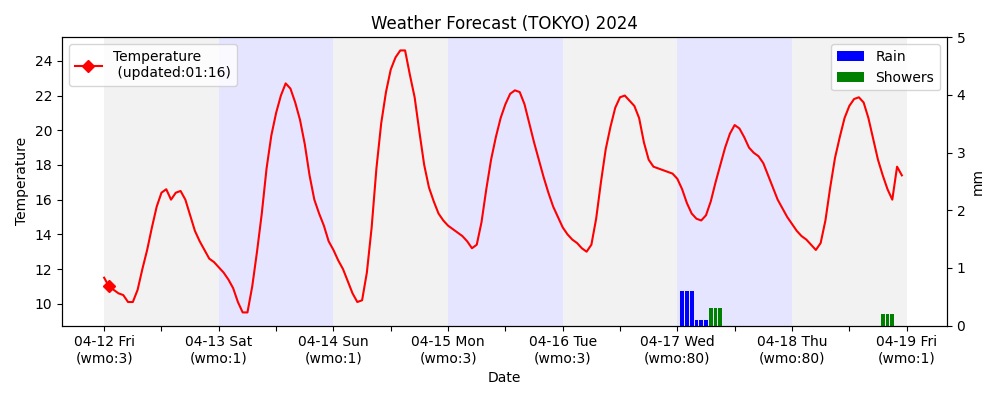 Weather Forecast (TOKYO) 2024
Temperature
(updated:01:16)
Rain
Showers
24
22
20
18
16
14
12
10
Temperature
5
4
3
2
1
0
mm
04-12 Fri
(wmo:3)
04-13 Sat
(wmo:1)
04-14 Sun
(wmo:1)
04-15 Mon
(wmo:3)
04-16 Tue
(wmo:3)
04-17 Wed
(wmo:80)
04-18 Thu
(wmo:80)
04-19 Fri
(wmo:1)
Date